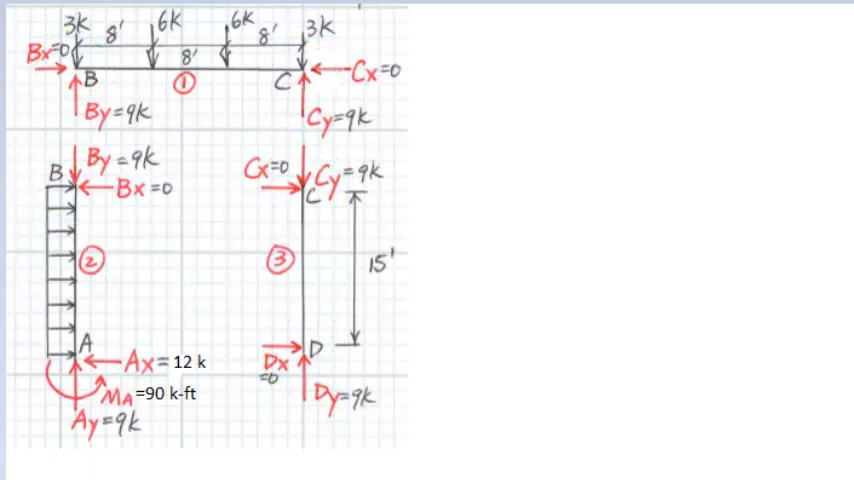 3K 6K 6K 3K
8' 8'
8'
Bx=0 B ① C Cx=0
By=9k Cy=9k
By=9k Cx=0 Cy=9k
B Bx=0 C
② ③ 15'
A D
Ax= 12 k Dx =0
MA =90 k-ft Dy=9k
Ay=9k